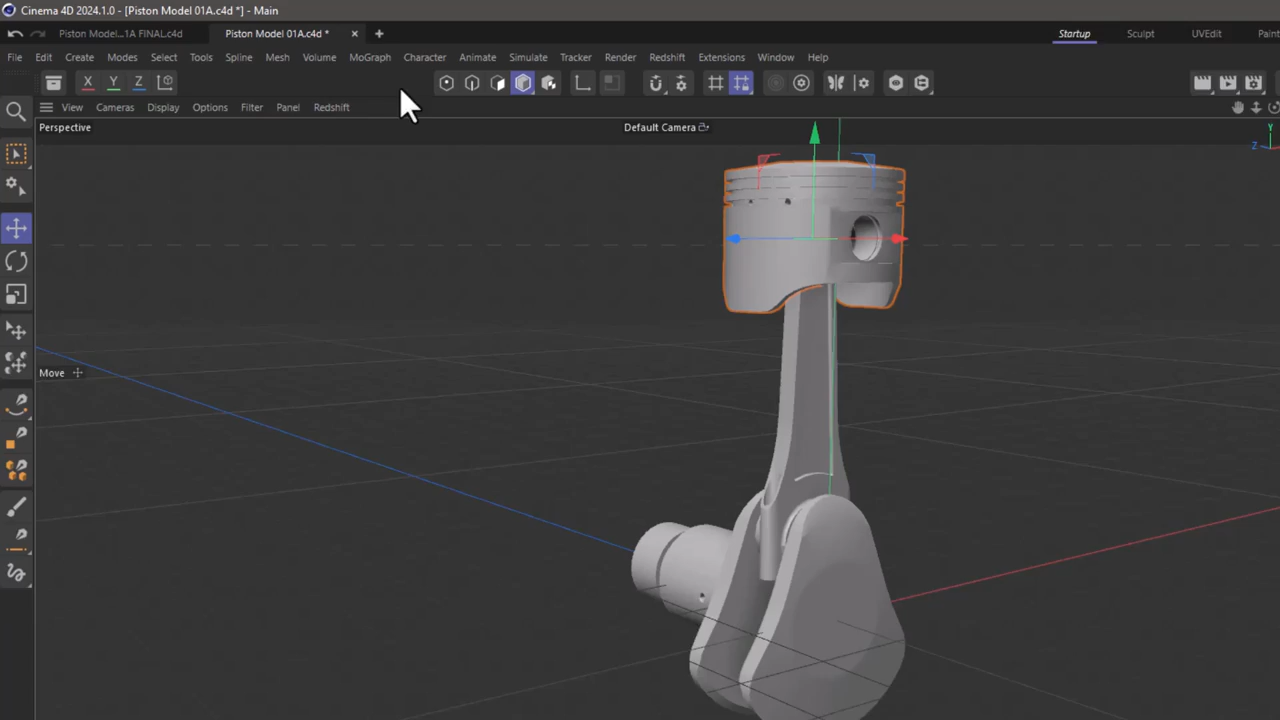 Cinema 4D 2024.1.0 - [Piston Model 01A.c4d *] - Main
Piston Model...1A FINAL.c4d Piston Model 01A.c4d * Startup Sculpt UVEdit Paint
File Edit Create Modes Select Tools Spline Mesh Volume MoGraph Character Animate Simulate Tracker Render Redshift Extensions Window Help
X Y Z
View Cameras Display Options Filter Panel Redshift
Perspective Default Camera Y
Z
Move